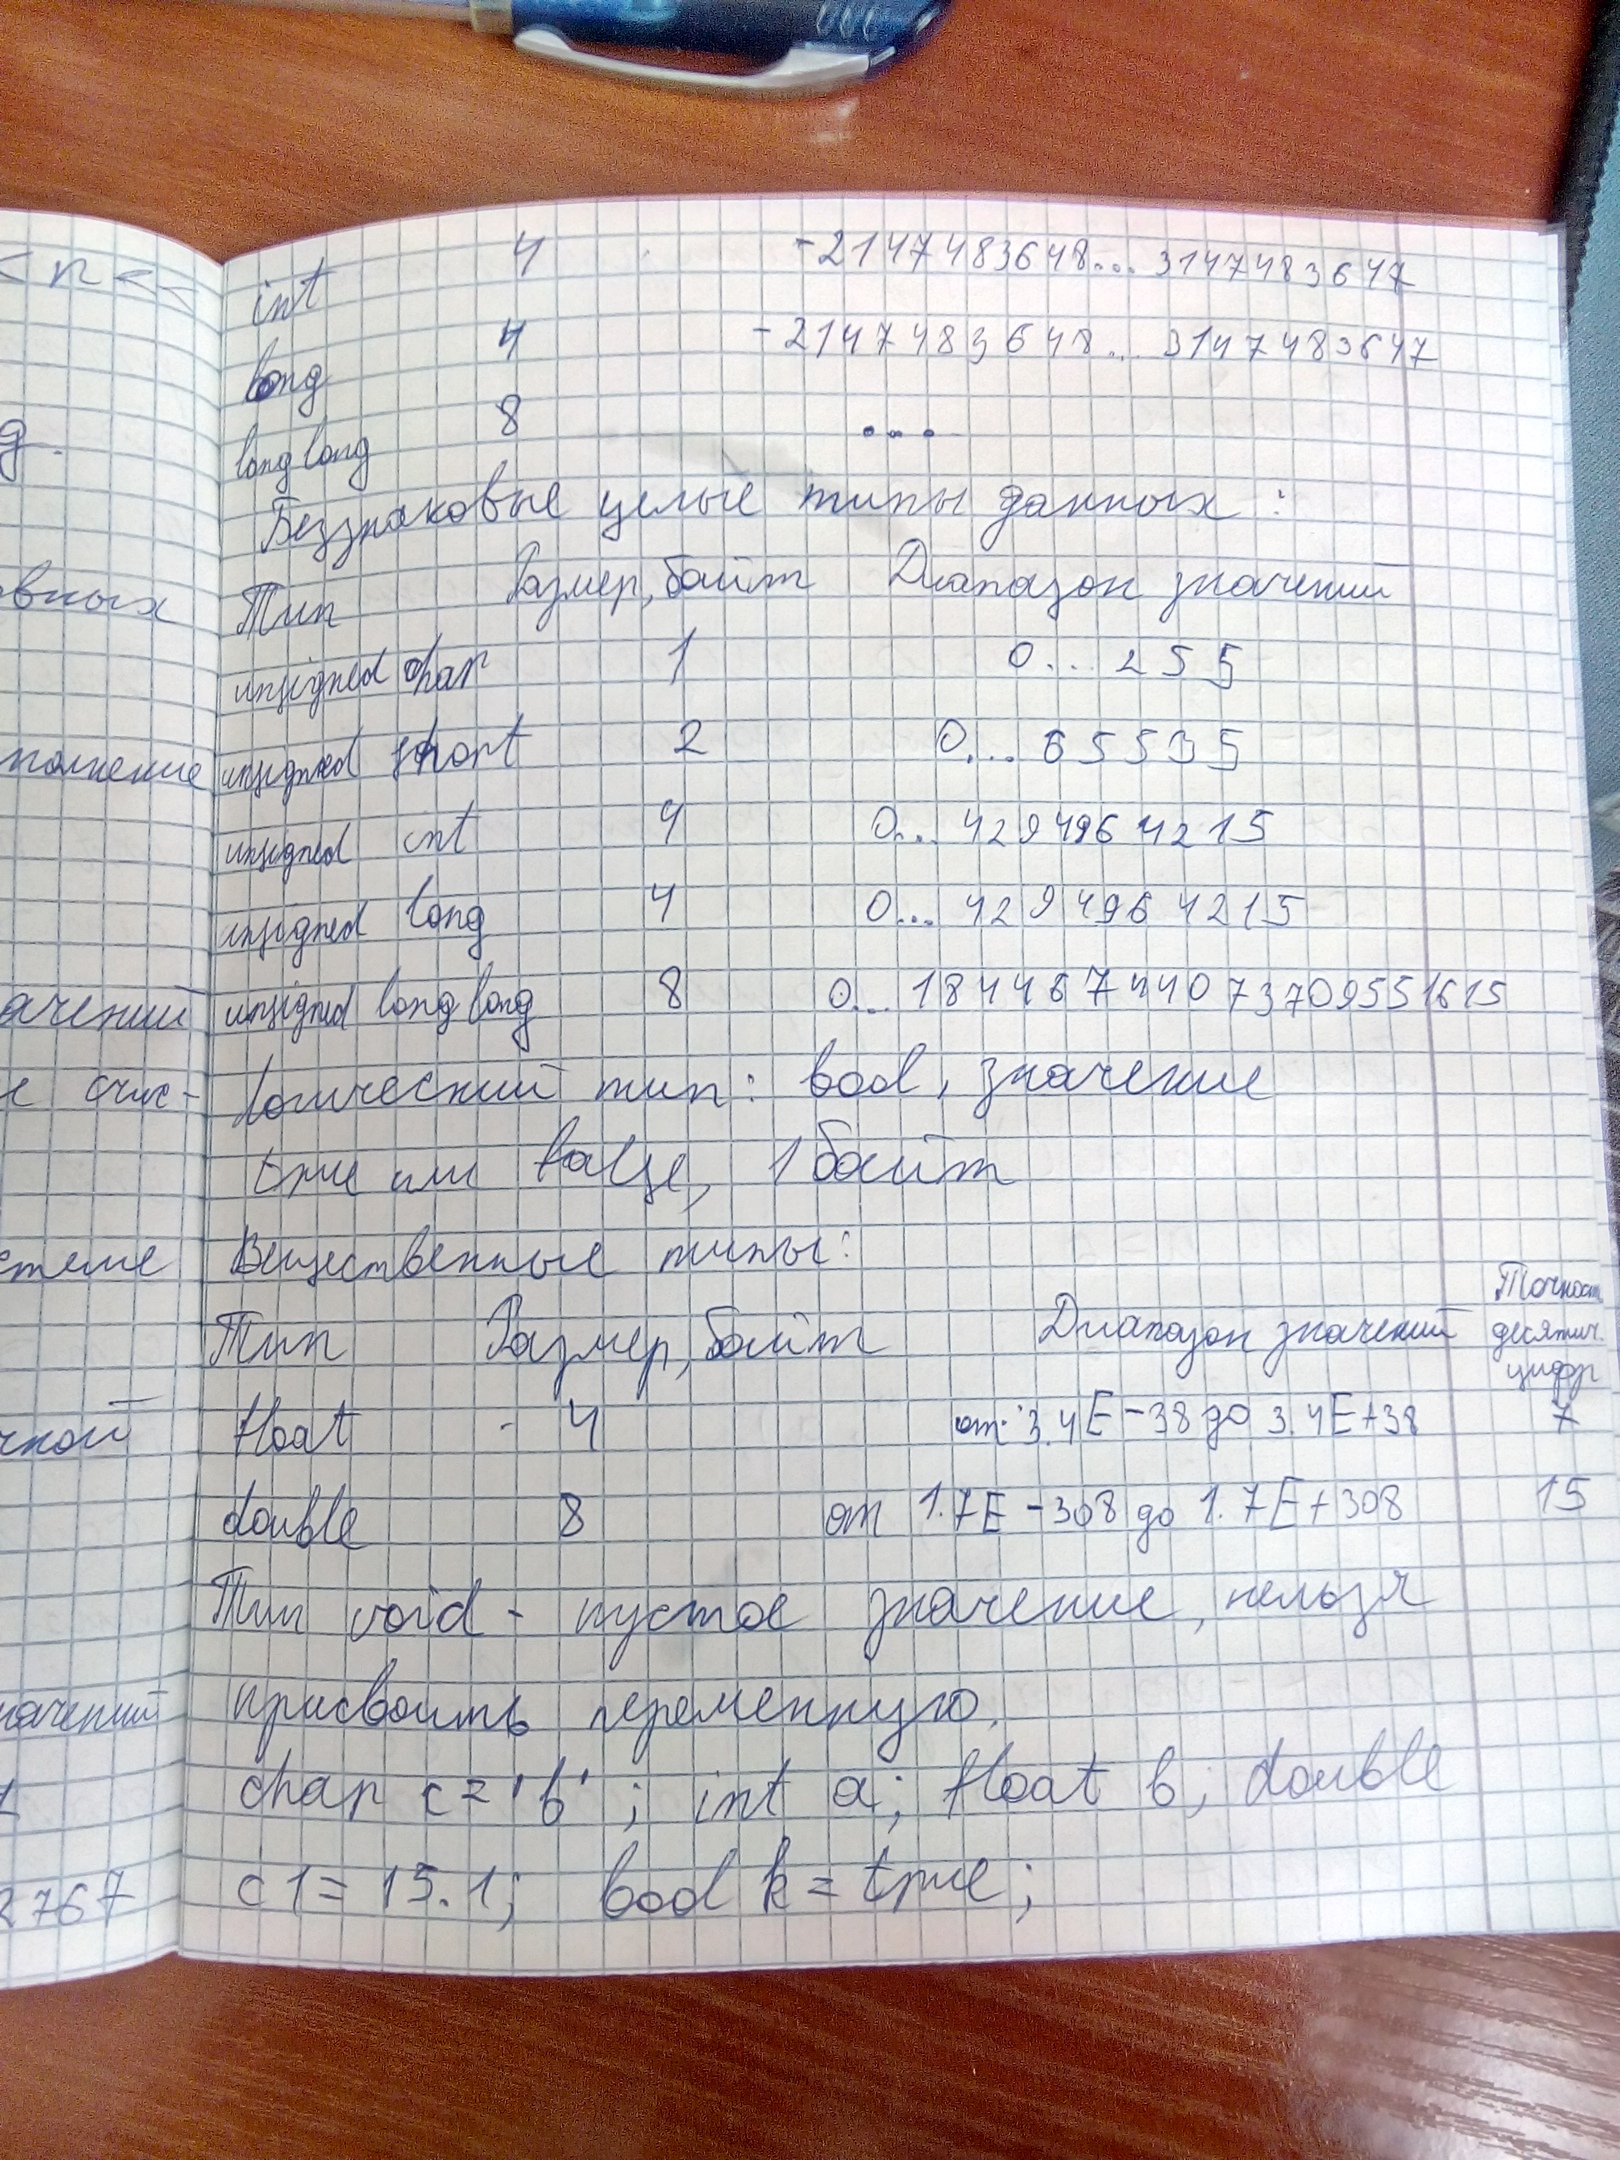 < n <<
g.
вных
полнение
ачений
е счис-
стеме
чной
начений
2767
int 4 -2147483648... 3147483647
long 4 -2147483648... 3147483647
long long 8 ...
Беззнаковые целые типы данных:
Тип Размер, байт Диапазон значений
unsigned char 1 0... 255
unsigned short 2 0... 65535
unsigned int 4 0... 4294964215
unsigned long 4 0... 4294964215
unsigned long long 8 0... 18446744073709551615
Логический тип: bool, значение
true или false, 1 байт
Вещественные типы:
Тип Размер, байт Диапазон значений Точность десятич. цифр
float 4 от 3.4E-38 до 3.4E+38 7
double 8 от 1.7E-308 до 1.7E+308 15
Тип void - пустое значение, нельзя
присвоить переменную.
char c='b'; int a; float b; double
c1=15.1; bool k=true;